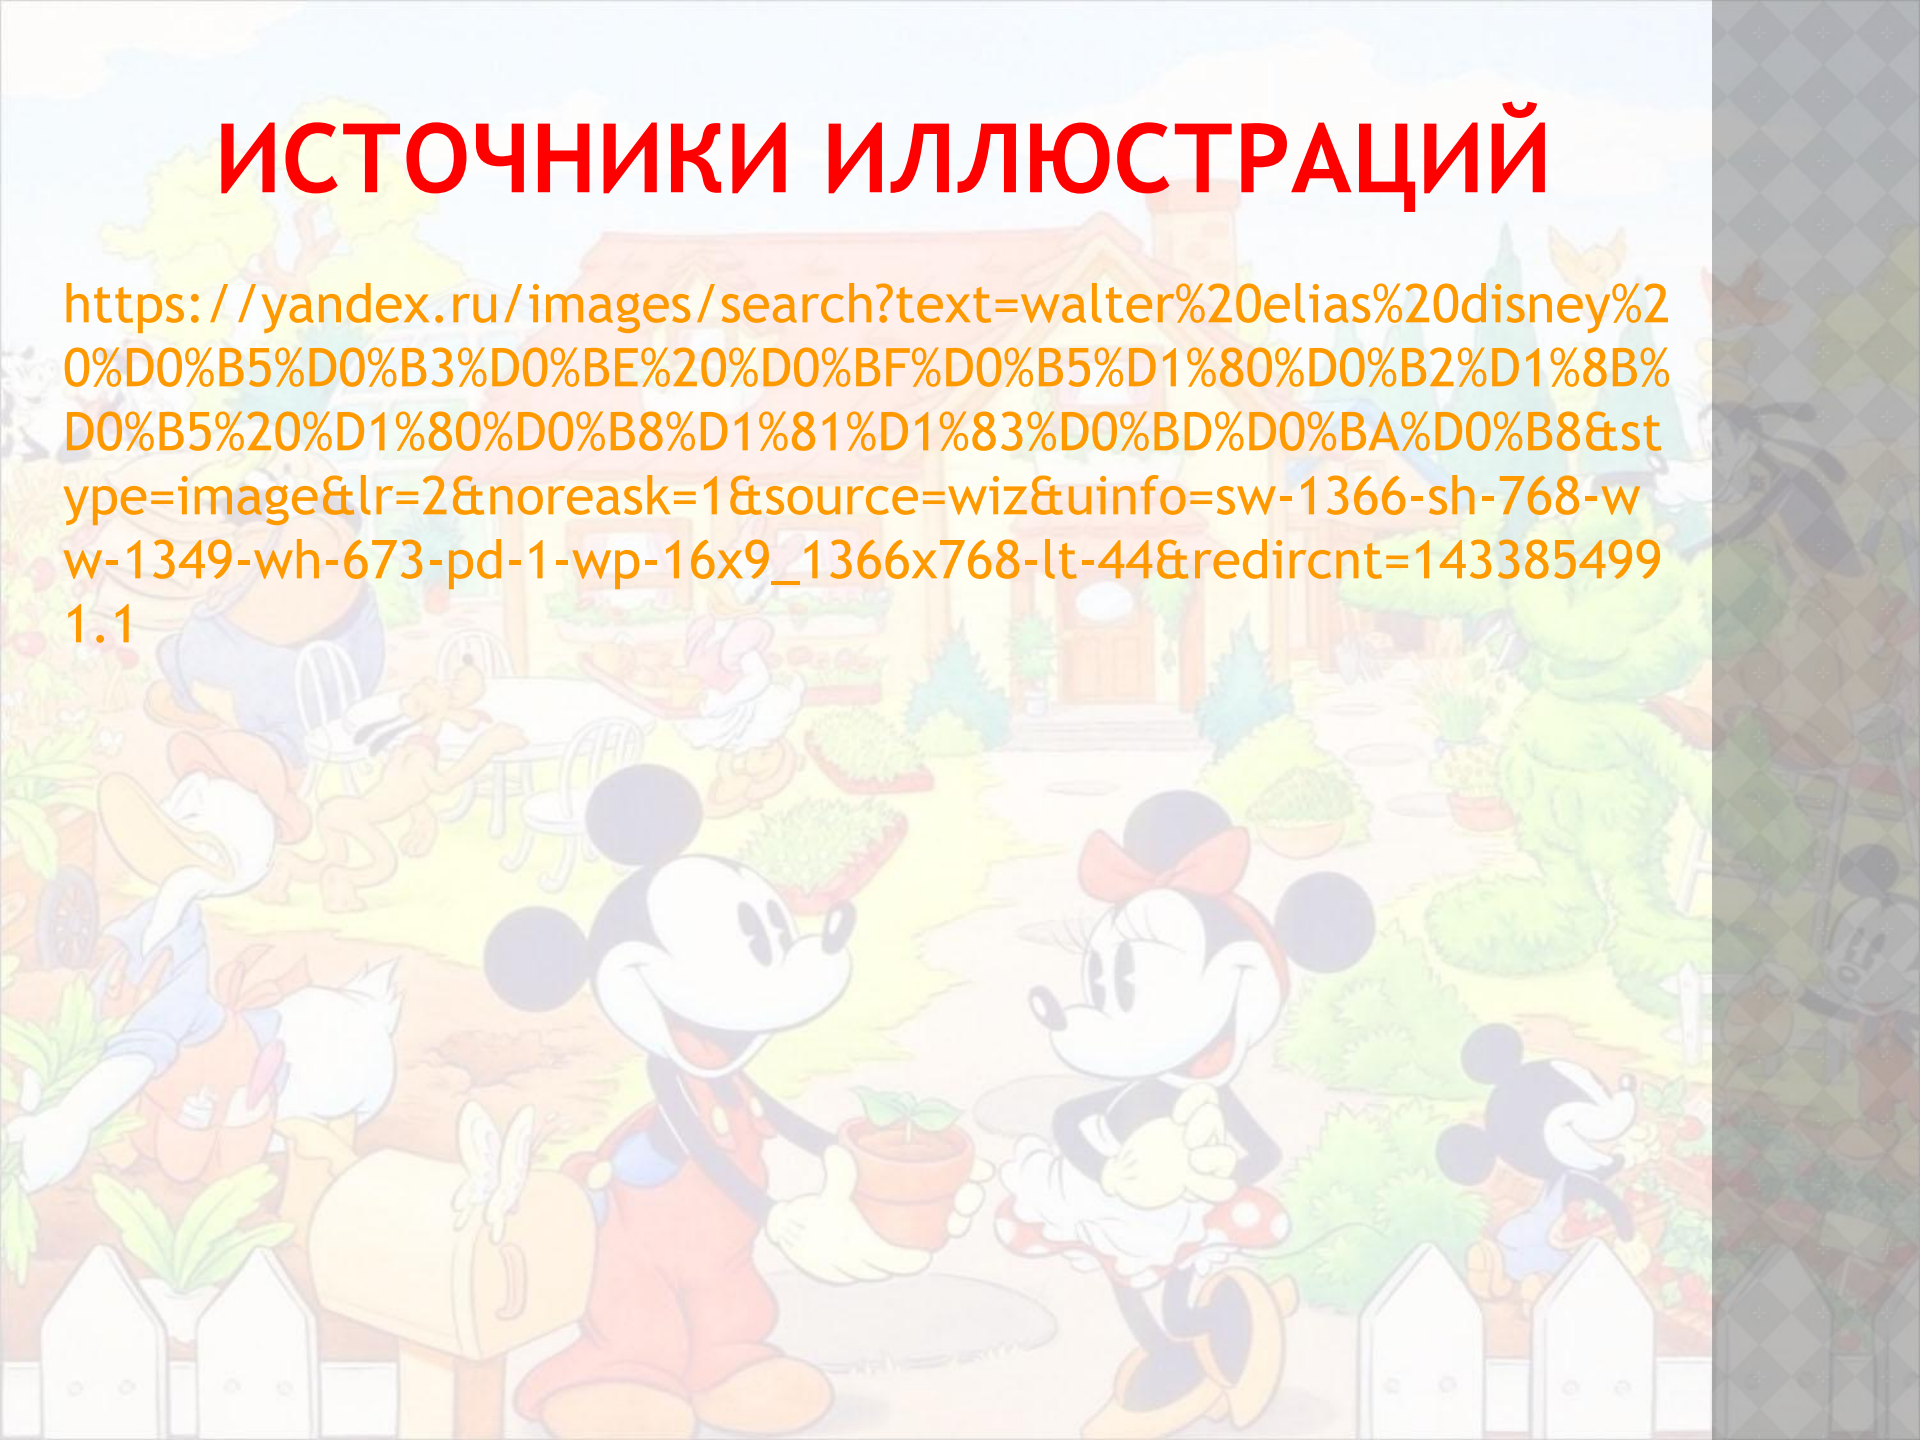 ИСТОЧНИКИ ИЛЛЮСТРАЦИЙ
https://yandex.ru/images/search?text=walter%20elias%20disney%2
0%D0%B5%D0%B3%D0%BE%20%D0%BF%D0%B5%D1%80%D0%B2%D1%8B%
D0%B5%20%D1%80%D0%B8%D1%81%D1%83%D0%BD%D0%BA%D0%B8&st
ype=image&lr=2&noreask=1&source=wiz&uinfo=sw-1366-sh-768-w
w-1349-wh-673-pd-1-wp-16x9_1366x768-lt-44&redircnt=143385499
1.1